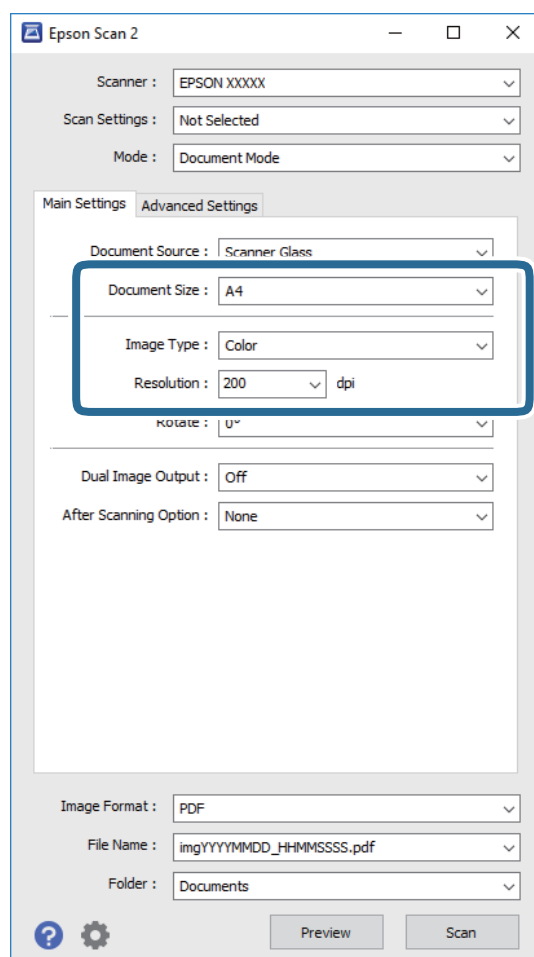 Epson Scan 2
Scanner : EPSON XXXXX
Scan Settings : Not Selected
Mode : Document Mode
Main Settings Advanced Settings
Document Source : Scanner Glass
Document Size : A4
Image Type : Color
Resolution : 200 dpi
Rotate : 0°
Dual Image Output : Off
After Scanning Option : None
Image Format : PDF
File Name : imgYYYYMMDD_HHMMSSSS.pdf
Folder : Documents
? Preview Scan